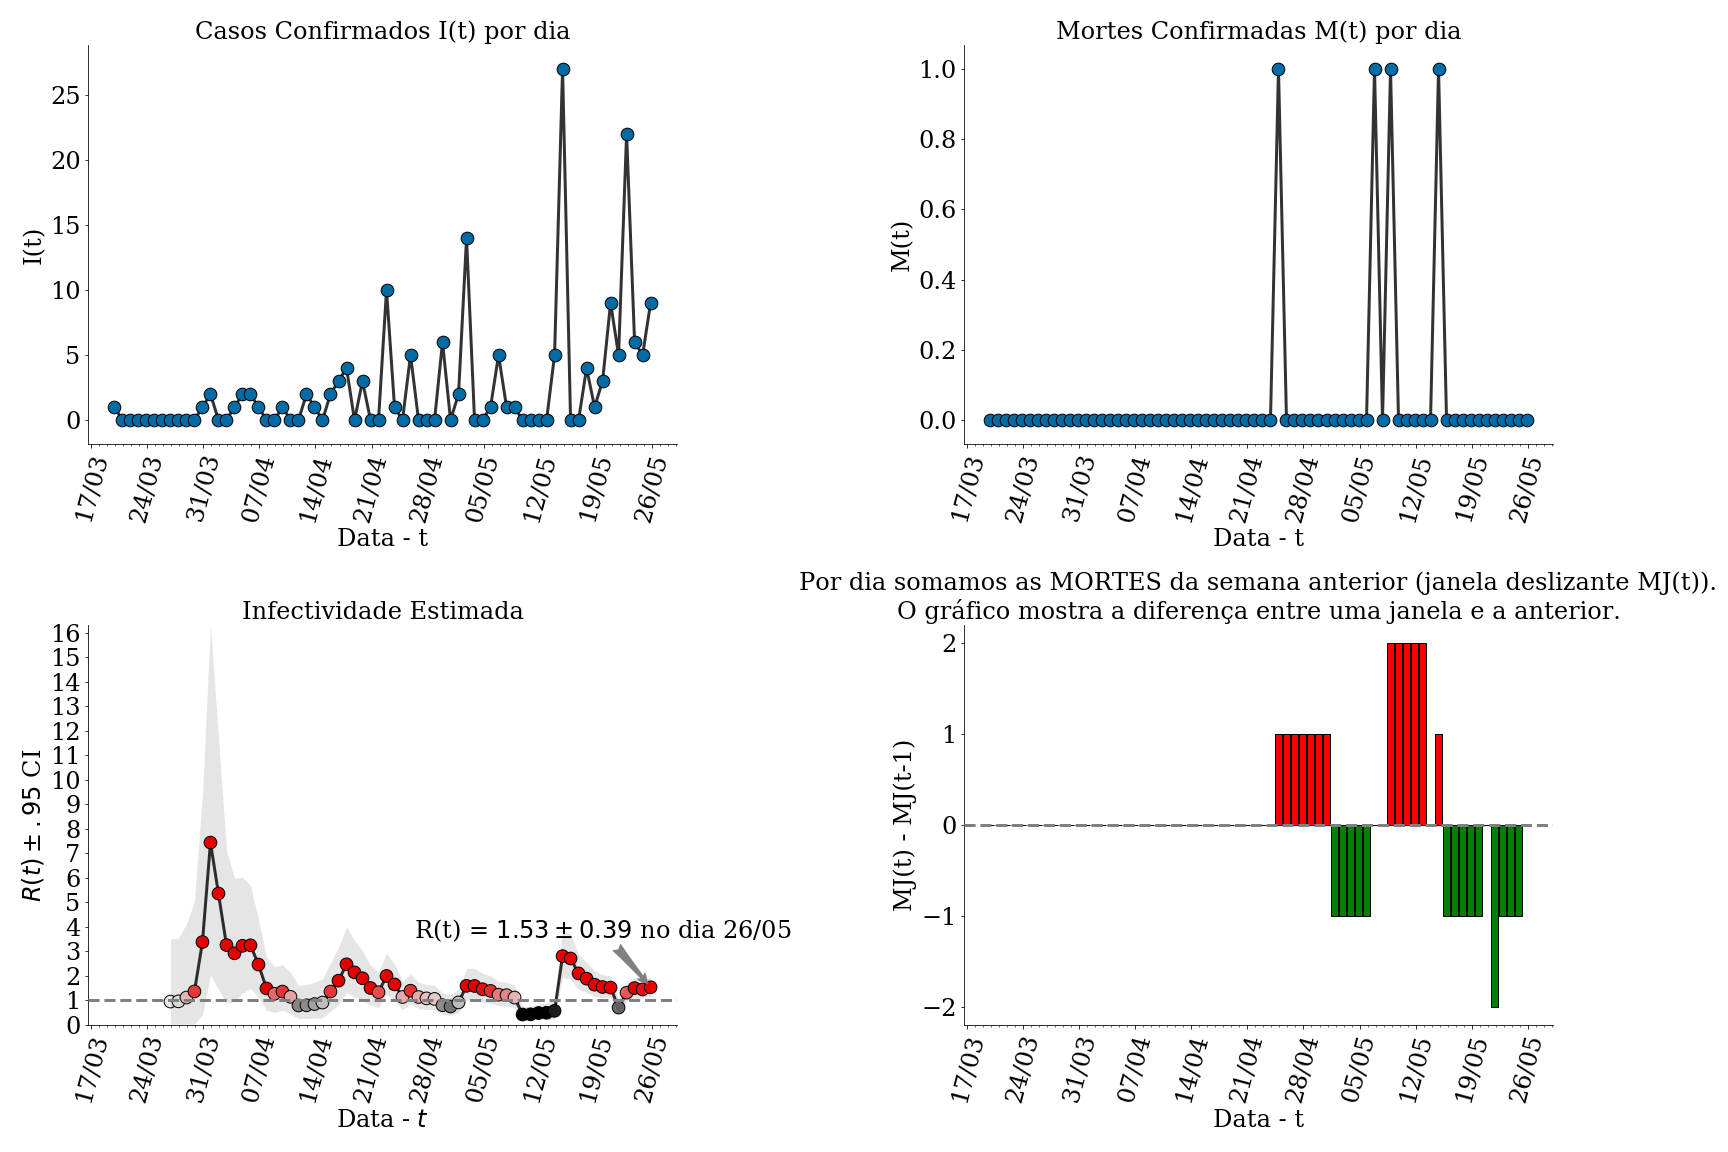 Casos Confirmados I(t) por dia
I(t)
25
20
15
10
5
0
17/03 24/03 31/03 07/04 14/04 21/04 28/04 05/05 12/05 19/05 26/05
Data - t
Mortes Confirmadas M(t) por dia
M(t)
1.0
0.8
0.6
0.4
0.2
0.0
17/03 24/03 31/03 07/04 14/04 21/04 28/04 05/05 12/05 19/05 26/05
Data - t
Infectividade Estimada
R(t) ± .95 CI
16
15
14
13
12
11
10
9
8
7
6
5
4
3
2
1
0
R(t) = 1.53 ± 0.39 no dia 26/05
17/03 24/03 31/03 07/04 14/04 21/04 28/04 05/05 12/05 19/05 26/05
Data - t
Por dia somamos as MORTES da semana anterior (janela deslizante MJ(t)).
O gráfico mostra a diferença entre uma janela e a anterior.
MJ(t) - MJ(t-1)
2
1
0
−1
−2
17/03 24/03 31/03 07/04 14/04 21/04 28/04 05/05 12/05 19/05 26/05
Data - t